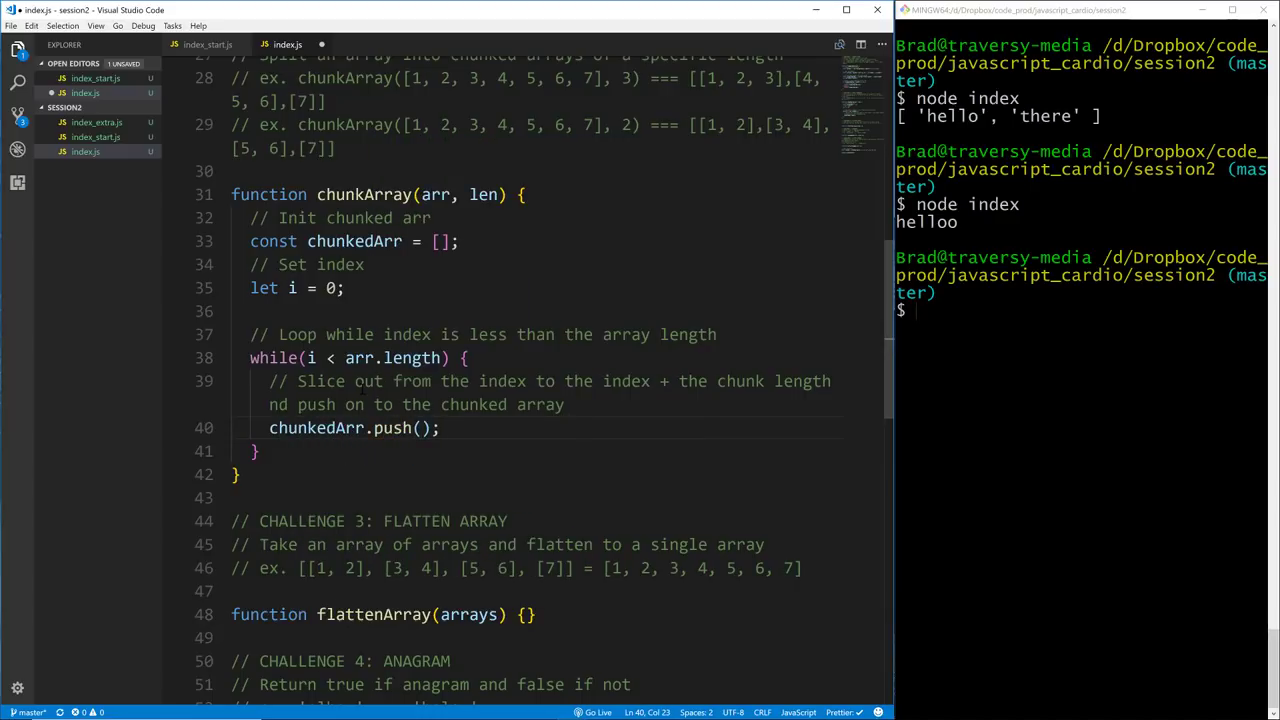 index.js - session2 - Visual Studio Code
File Edit Selection View Go Debug Tasks Help
EXPLORER
OPEN EDITORS 1 UNSAVED
index_start.js U
index.js U
SESSION2
index_extra.js U
index_start.js U
index.js U
index_start.js
index.js
27 // Split an array into chunked arrays of a specific length
28 // ex. chunkArray([1, 2, 3, 4, 5, 6, 7], 3) === [[1, 2, 3],[4,
5, 6],[7]]
29 // ex. chunkArray([1, 2, 3, 4, 5, 6, 7], 2) === [[1, 2],[3, 4],
[5, 6],[7]]
30
31 function chunkArray(arr, len) {
32 // Init chunked arr
33 const chunkedArr = [];
34 // Set index
35 let i = 0;
36
37 // Loop while index is less than the array length
38 while(i < arr.length) {
39 // Slice out from the index to the index + the chunk length
nd push on to the chunked array
40 chunkedArr.push();
41 }
42 }
43
44 // CHALLENGE 3: FLATTEN ARRAY
45 // Take an array of arrays and flatten to a single array
46 // ex. [[1, 2], [3, 4], [5, 6], [7]] = [1, 2, 3, 4, 5, 6, 7]
47
48 function flattenArray(arrays) {}
49
50 // CHALLENGE 4: ANAGRAM
51 // Return true if anagram and false if not
master* 0 0 Go Live Ln 40, Col 23 Spaces: 2 UTF-8 CRLF JavaScript Prettier: ✓
MINGW64:/d/Dropbox/code_prod/javascript_cardio/session2
Brad@traversy-media /d/Dropbox/code_
prod/javascript_cardio/session2 (mas
ter)
$ node index
[ 'hello', 'there' ]
Brad@traversy-media /d/Dropbox/code_
prod/javascript_cardio/session2 (mas
ter)
$ node index
helloo
Brad@traversy-media /d/Dropbox/code_
prod/javascript_cardio/session2 (mas
ter)
$